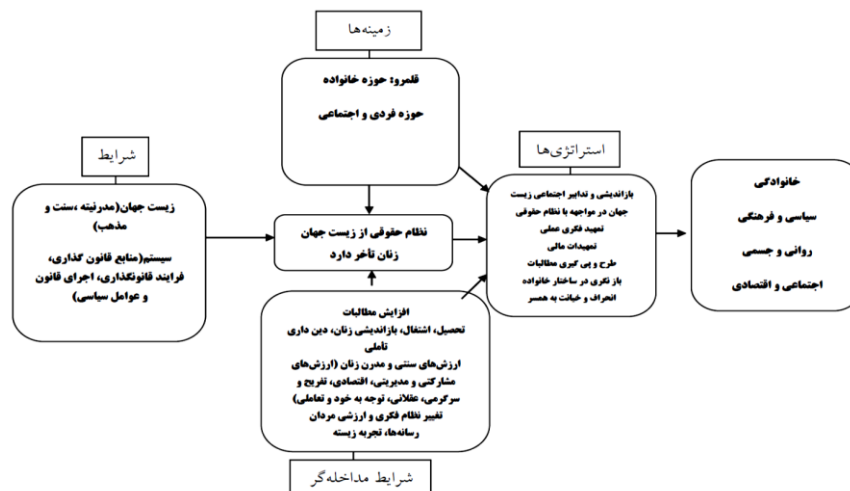 زمینه‌ها
قلمرو: حوزه خانواده
حوزه فردی و اجتماعی
شرایط
زیست جهان(مدرنیته ،سنت و
مذهب)
سیستم(منابع قانون گذاری،
فرایند قانونگذاری، اجرای قانون
و عوامل سیاسی)
نظام حقوقی از زیست جهان
زنان تأخر دارد
استراتژی‌ها
بازاندیشی و تدابیر اجتماعی زیست
جهان در مواجهه با نظام حقوقی
تمهید فکری عملی
تمهیدات مالی
طرح و پی گیری مطالبات
باز نگری در ساختار خانواده
انحراف و خیانت به همسر
خانوادگی
سیاسی و فرهنگی
روانی و جسمی
اجتماعی و اقتصادی
افزایش مطالبات
تحصیل، اشتغال، بازاندیشی زنان، دین داری
تأملی
ارزش‌های سنتی و مدرن زنان (ارزش‌های
مشارکتی و مدیریتی، اقتصادی، تفریح و
سرگرمی، عقلانی، توجه به خود و تعاملی)
تغییر نظام فکری و ارزشی مردان
رسانه‌ها، تجربه زیسته
شرایط مداخله‌گر